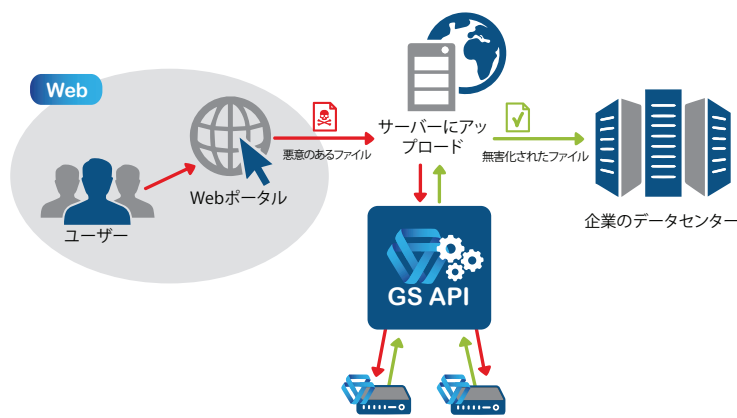 Web
ユーザー
Webポータル
悪意のあるファイル
サーバーにアッ
プロード
無害化されたファイル
企業のデータセンター
GS API